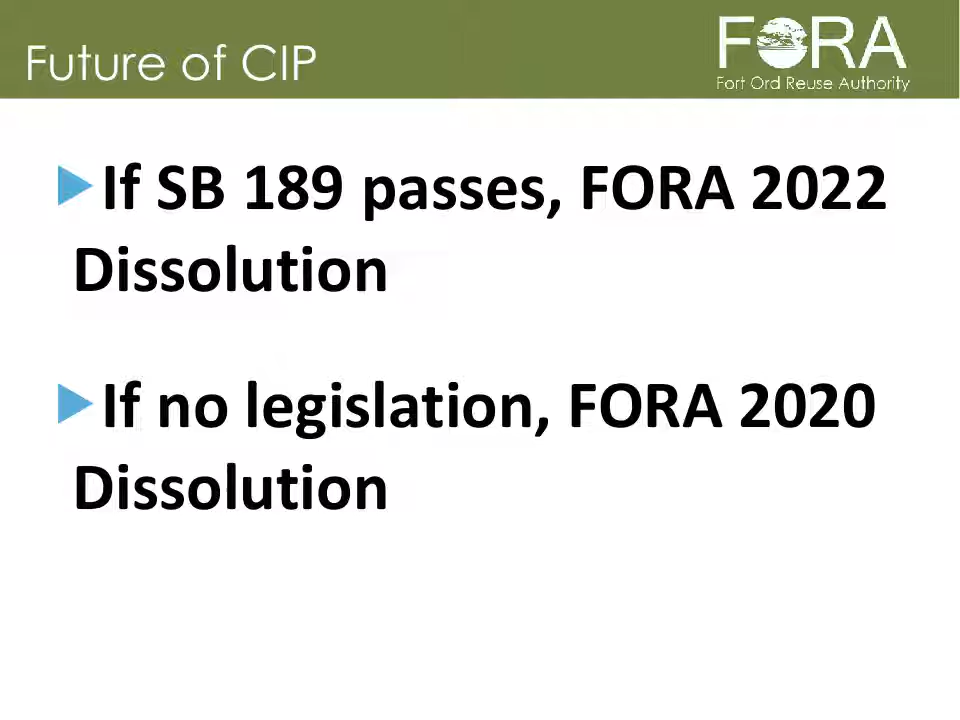 Future of CIP
FORA
Fort Ord Reuse Authority
If SB 189 passes, FORA 2022
Dissolution
If no legislation, FORA 2020
Dissolution